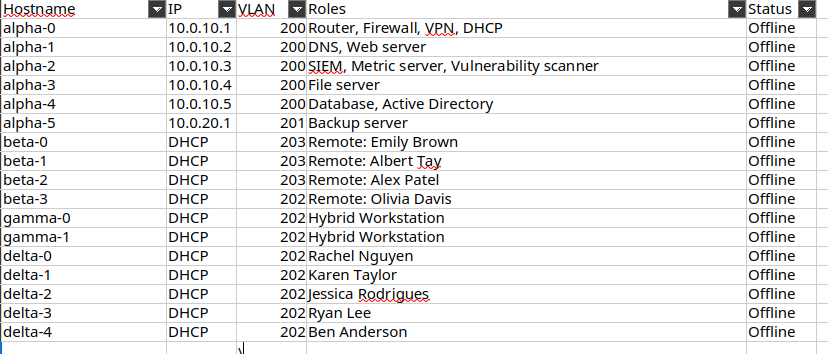 Hostname IP VLAN Roles Status
alpha-0 10.0.10.1 200 Router, Firewall, VPN, DHCP Offline
alpha-1 10.0.10.2 200 DNS, Web server Offline
alpha-2 10.0.10.3 200 SIEM, Metric server, Vulnerability scanner Offline
alpha-3 10.0.10.4 200 File server Offline
alpha-4 10.0.10.5 200 Database, Active Directory Offline
alpha-5 10.0.20.1 201 Backup server Offline
beta-0 DHCP 203 Remote: Emily Brown Offline
beta-1 DHCP 203 Remote: Albert Tay Offline
beta-2 DHCP 203 Remote: Alex Patel Offline
beta-3 DHCP 202 Remote: Olivia Davis Offline
gamma-0 DHCP 202 Hybrid Workstation Offline
gamma-1 DHCP 202 Hybrid Workstation Offline
delta-0 DHCP 202 Rachel Nguyen Offline
delta-1 DHCP 202 Karen Taylor Offline
delta-2 DHCP 202 Jessica Rodrigues Offline
delta-3 DHCP 202 Ryan Lee Offline
delta-4 DHCP 202 Ben Anderson Offline